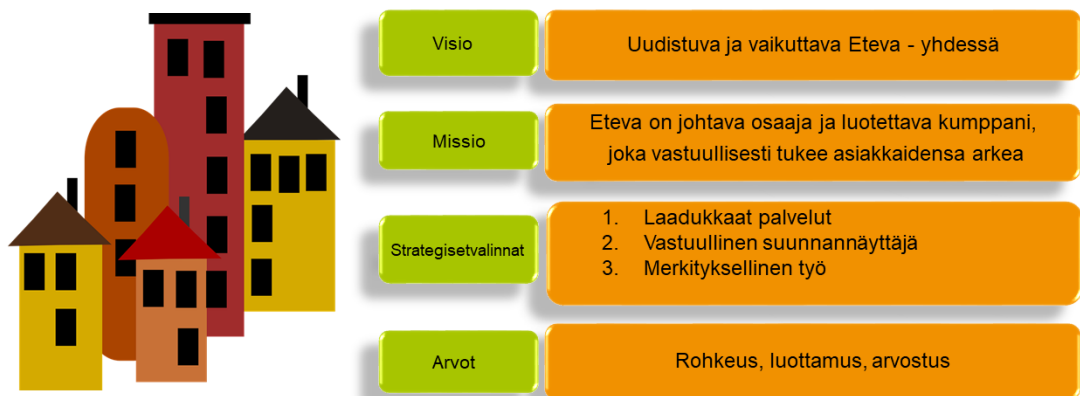 Visio
Uudistuva ja vaikuttava Eteva - yhdessä
Missio
Eteva on johtava osaaja ja luotettava kumppani,
joka vastuullisesti tukee asiakkaidensa arkea
Strategisetvalinnat
1. Laadukkaat palvelut
2. Vastuullinen suunnannäyttäjä
3. Merkityksellinen työ
Arvot
Rohkeus, luottamus, arvostus